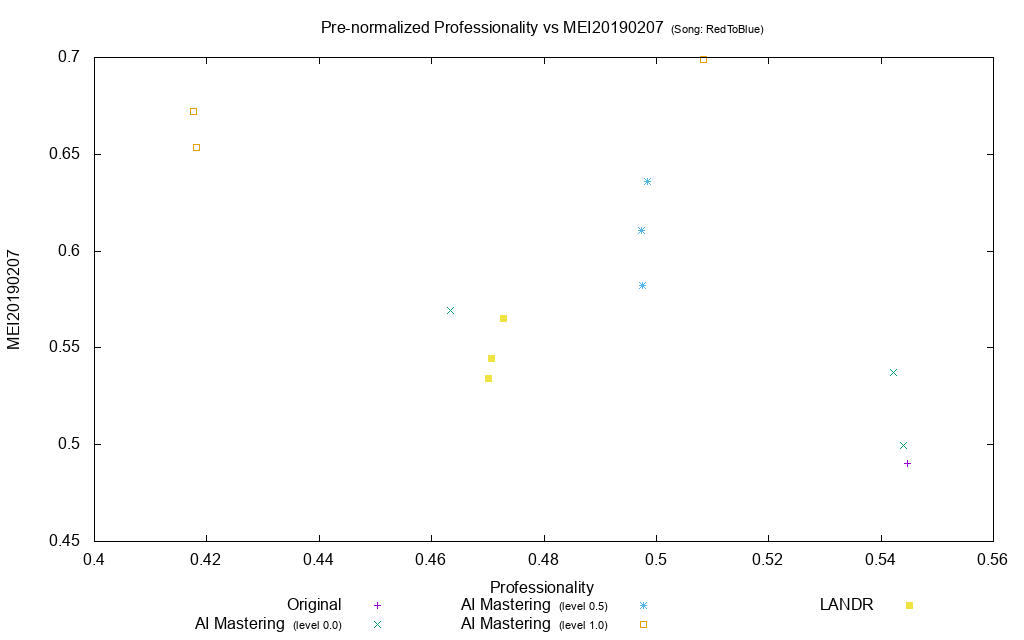 Pre-normalized Professionality vs MEI20190207 (Song: RedToBlue)
0.7
0.65
0.6
0.55
0.5
0.45
MEI20190207
0.4 0.42 0.44 0.46 0.48 0.5 0.52 0.54 0.56
Professionality
Original AI Mastering (level 0.5) LANDR
AI Mastering (level 0.0) AI Mastering (level 1.0)